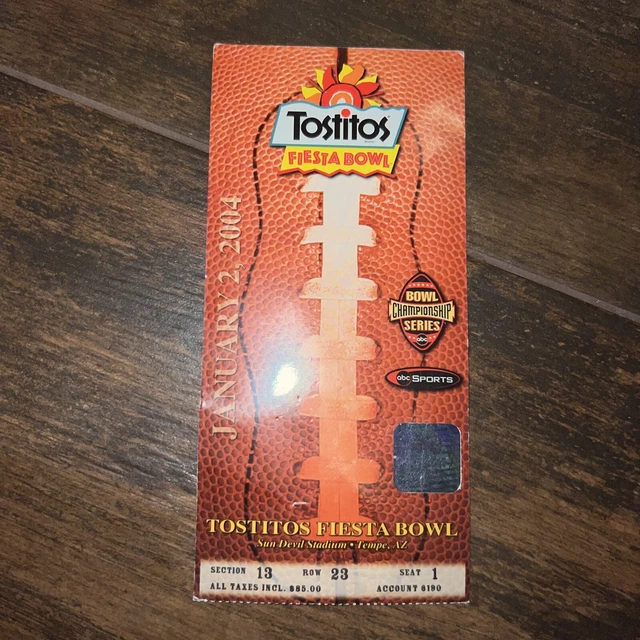 Tostitos
FIESTA BOWL
JANUARY 2, 2004
BOWL
CHAMPIONSHIP
SERIES
abc
abc SPORTS
TOSTITOS FIESTA BOWL
Sun Devil Stadium • Tempe, AZ
SECTION 13 ROW 23 SEAT 1
ALL TAXES INCL. $85.00 ACCOUNT 6190